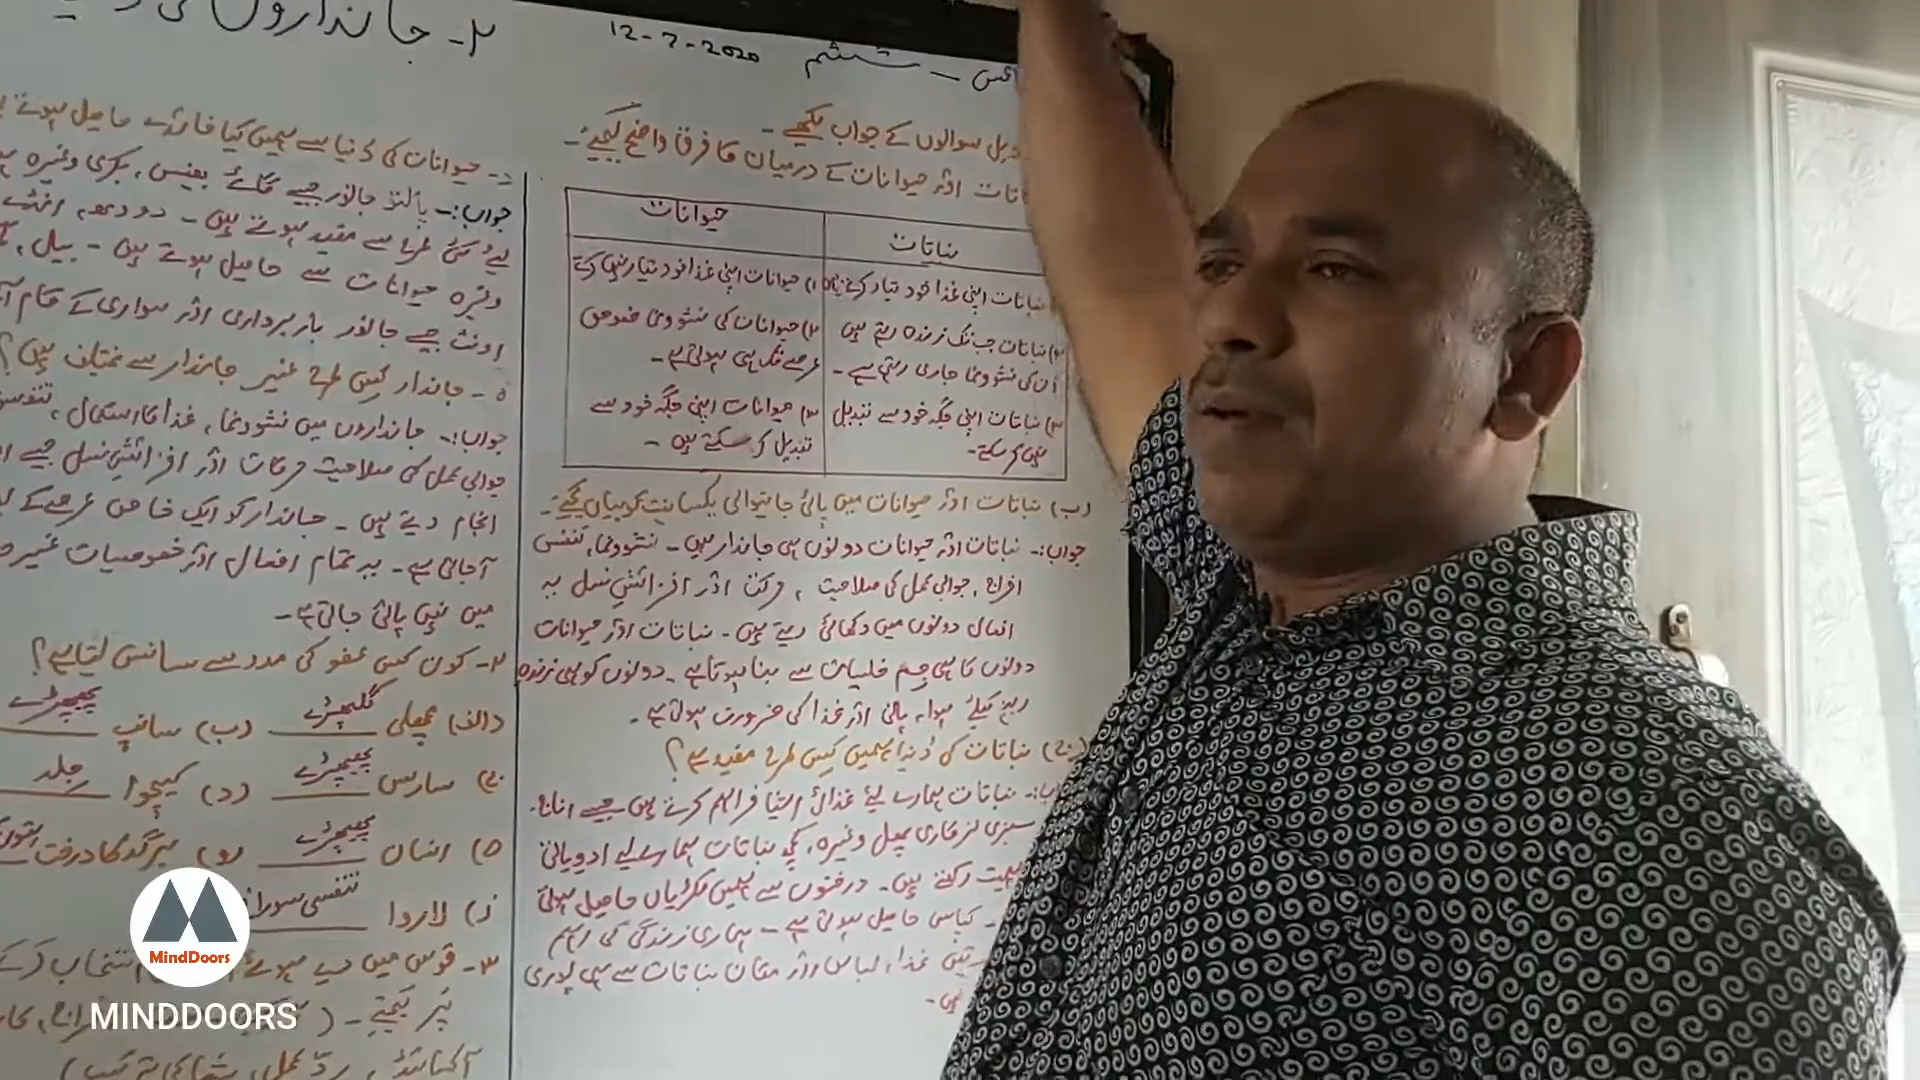 ۲۔ جانداروں کی
12-7-2020
ششم
سوالوں کے جواب لکھیے۔
نباتات اور حیوانات کے درمیان کا فرق واضح کیجیے۔
نباتات
حیوانات
نباتات اپنی غذا خود تیار کرتے
۲) نباتات جب تک زندہ رہتے ہیں
ان کی نشوونما جاری رہتی ہے۔
۳) نباتات اپنی جگہ خود سے تبدیل
نہیں کر سکتے۔
۱) حیوانات اپنی غذا خود تیار نہیں کرتے
۲) حیوانات کی نشوونما مخصوص
عرصے تک ہی ہوتی ہے۔
۳) حیوانات اپنی جگہ خود سے
تبدیل کر سکتے ہیں۔
(ب) نباتات اور حیوانات میں پائی جانیوالی یکسانیت کو بیان کیجیے۔
جواب:۔ نباتات اور حیوانات دونوں ہی جاندار ہیں۔ نشوونما، تنفس
اخراج، جوابی عمل کی صلاحیت، حرکت اور افزائش نسل یہ
افعال دونوں میں دکھائی دیتے ہیں۔ نباتات اور حیوانات
دونوں کا ہی جسم خلیات سے بنا ہوتا ہے۔ دونوں کو ہی زندہ
رہنے کیلئے ہوا، پانی اور غذا کی ضرورت ہوتی ہے۔
(ج) نباتات کی دنیا ہمیں کس طرح مفید ہے؟
نباتات ہمارے لیے غذائی اشیا فراہم کرتے ہیں جیسے اناج۔
سبزی ترکاری پھل وغیرہ، کچھ نباتات ہمارے لیے ادویاتی
رکھتے ہیں۔ درختوں سے ہمیں لکڑیاں حاصل ہوتی
کپاس حاصل ہوتی ہے۔ ہماری زندگی کی اہم
غذا، لباس اور مکان نباتات سے ہی پوری
ہیں۔
د۔ حیوانات کی دنیا سے ہمیں کیا فائدے حاصل ہوتے
جواب:۔ پالتو جانور جیسے گائے بھینس، بکری وغیرہ
لیے کئی طرح سے مفید ہوتے ہیں۔ دودھ، انڈے
وغیرہ حیوانات سے حاصل ہوتے ہیں۔ بیل،
اونٹ جیسے جانور باربرداری اور سواری کے کام
ہ۔ جاندار کس طرح غیر جاندار سے مختلف ہیں؟
جواب:۔ جانداروں میں نشوونما، غذا کا استعمال، تنفس
جوابی عمل کی صلاحیت حرکات اور افزائش نسل جیسے
انجام دیتے ہیں۔ جاندار کو ایک خاص عرصے کے
آجاتی ہے۔ یہ تمام افعال اور خصوصیات غیر
میں نہیں پائی جاتی ہے۔
۲۔ کون کس عضو کی مدد سے سانس لیتا ہے؟
(الف) مچھلی گلپھڑے (ب) سانپ پھیپھڑے
ج) سارس پھیپھڑے (د) کیچوا جلد
ہ) انسان پھیپھڑے (و) برگد کا درخت
ز) لاروا تنفسی
۳۔ قوس میں دیے ہوئے انتخاب کرکے
پُر کیجیے۔
MindDoors
MINDDOORS